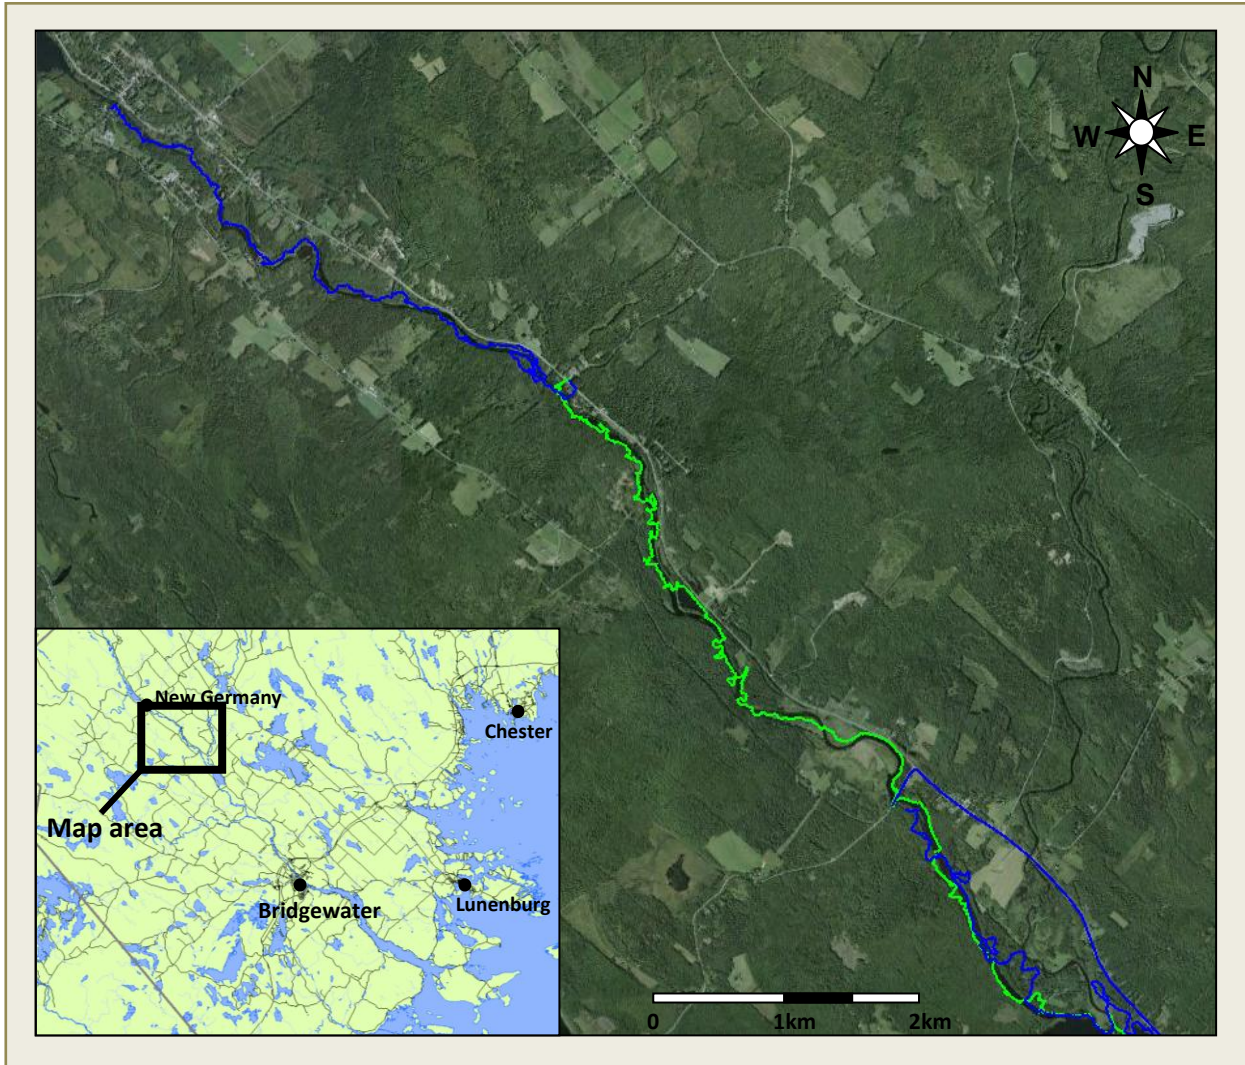 N
W E
S
New Germany
Chester
Map area
Bridgewater
Lunenburg
0 1km 2km